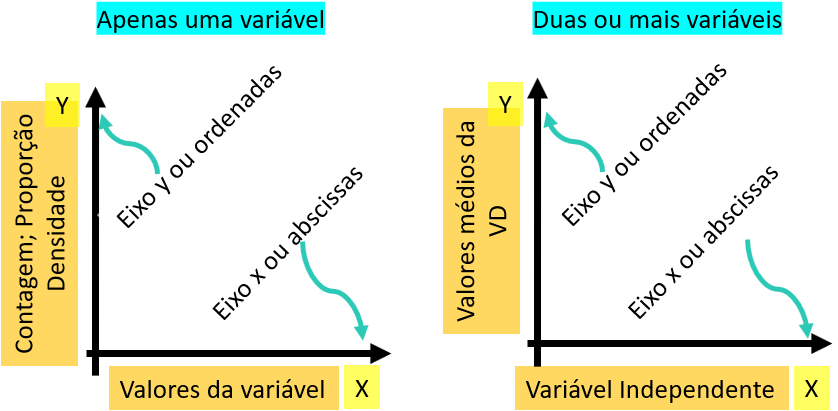 Apenas uma variável
Y
Contagem; Proporção
Densidade
Eixo y ou ordenadas
Eixo x ou abscissas
Valores da variável
X
Duas ou mais variáveis
Y
Valores médios da
VD
Eixo y ou ordenadas
Eixo x ou abscissas
Variável Independente
X